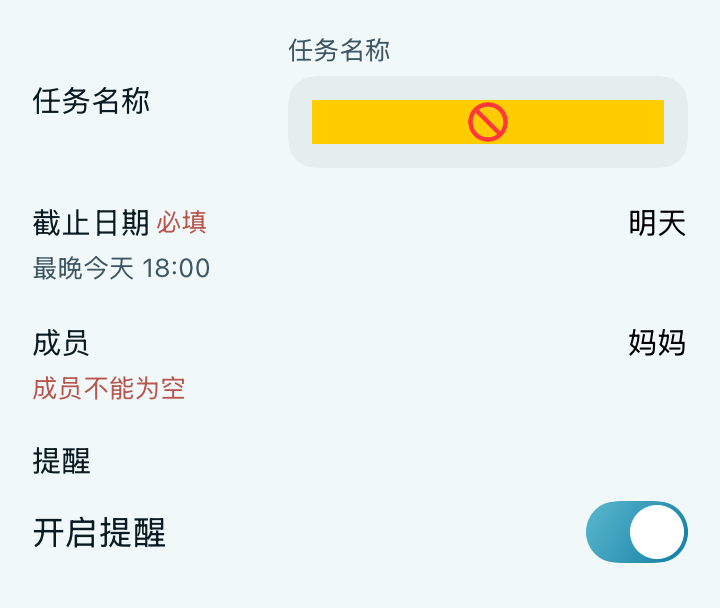 任务名称
任务名称
截止日期 必填
明天
最晚今天 18:00
成员
妈妈
成员不能为空
提醒
开启提醒